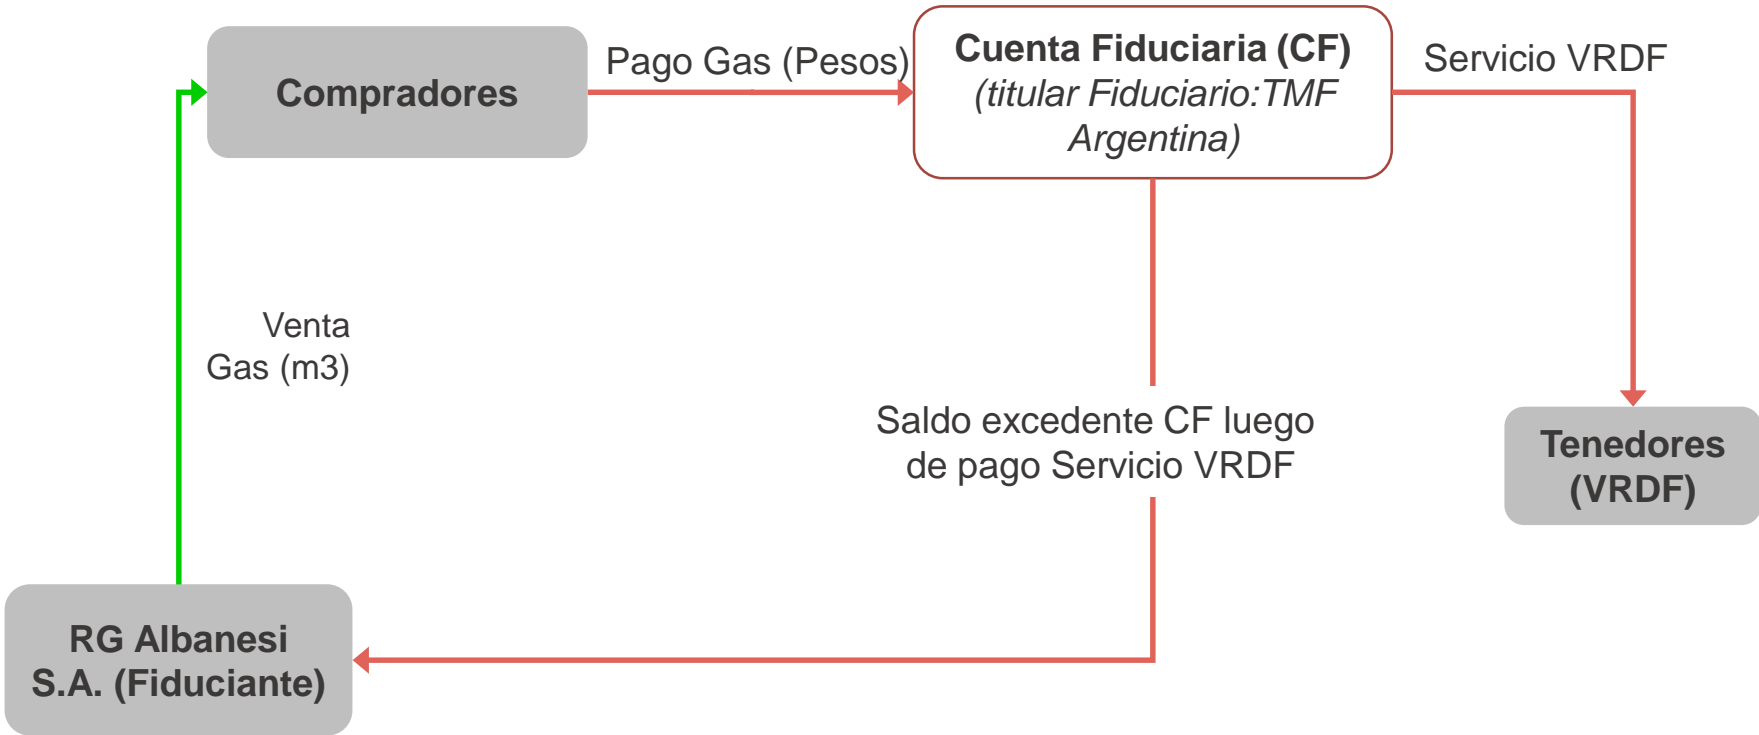 Compradores
Pago Gas (Pesos)
Cuenta Fiduciaria (CF)
(titular Fiduciario:TMF
Argentina)
Servicio VRDF
Venta
Gas (m3)
Saldo excedente CF luego
de pago Servicio VRDF
Tenedores
(VRDF)
RG Albanesi
S.A. (Fiduciante)